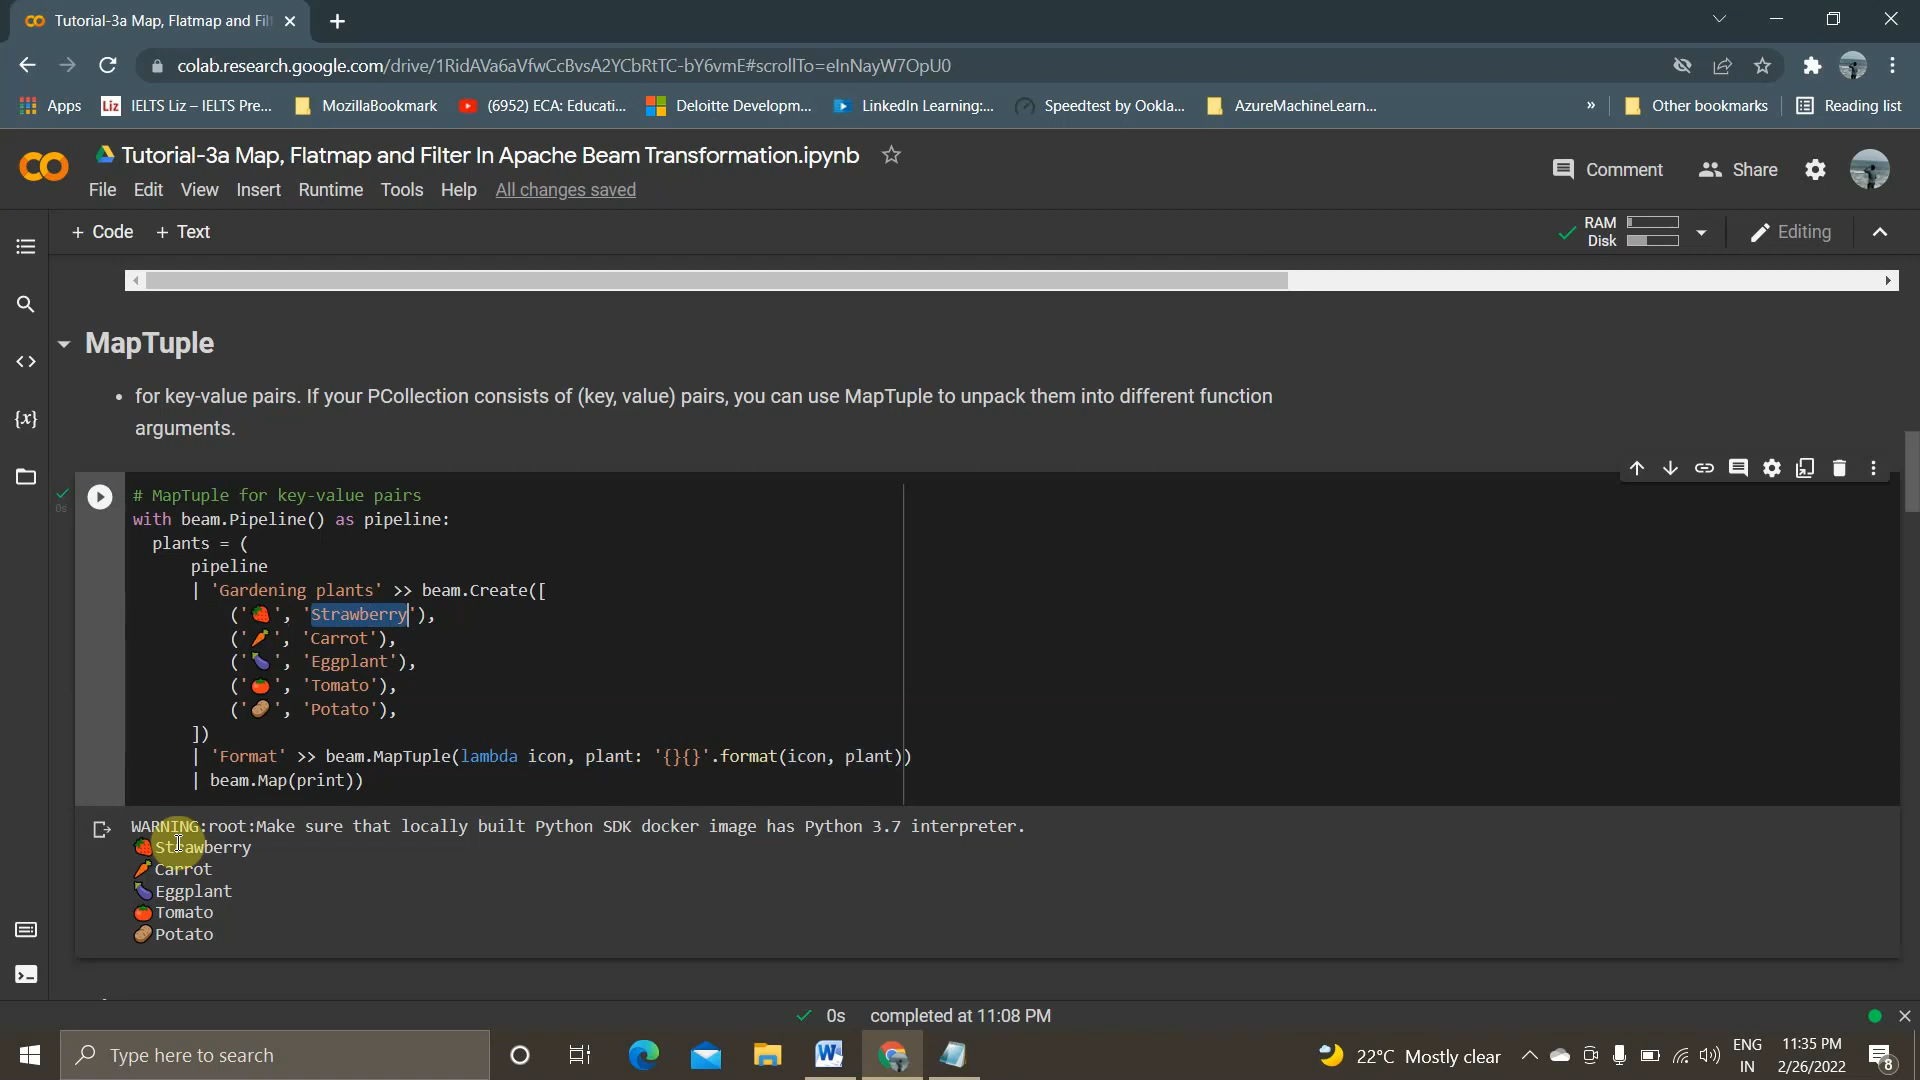 Tutorial-3a Map, Flatmap and Fil
colab.research.google.com/drive/1RidAVa6aVfwCcBvsA2YCbRtTC-bY6vmE#scrollTo=elnNayW7OpU0
Apps
Liz IELTS Liz – IELTS Pre...
MozillaBookmark
(6952) ECA: Educati...
Deloitte Developm...
LinkedIn Learning:...
Speedtest by Ookla...
AzureMachineLearn...
»
Other bookmarks
Reading list
Tutorial-3a Map, Flatmap and Filter In Apache Beam Transformation.ipynb
Comment
Share
File Edit View Insert Runtime Tools Help All changes saved
+ Code + Text
RAM
Disk
Editing
MapTuple
• for key-value pairs. If your PCollection consists of (key, value) pairs, you can use MapTuple to unpack them into different function
arguments.
# MapTuple for key-value pairs
0s
with beam.Pipeline() as pipeline:
plants = (
pipeline
| 'Gardening plants' >> beam.Create([
('🍓', 'Strawberry'),
('🥕', 'Carrot'),
('🍆', 'Eggplant'),
('🍅', 'Tomato'),
('🥔', 'Potato'),
])
| 'Format' >> beam.MapTuple(lambda icon, plant: '{}{}'.format(icon, plant))
| beam.Map(print))
WARNING:root:Make sure that locally built Python SDK docker image has Python 3.7 interpreter.
🍓Strawberry
🥕Carrot
🍆Eggplant
🍅Tomato
🥔Potato
0s completed at 11:08 PM
Type here to search
22°C Mostly clear
ENG
IN
11:35 PM
2/26/2022
8